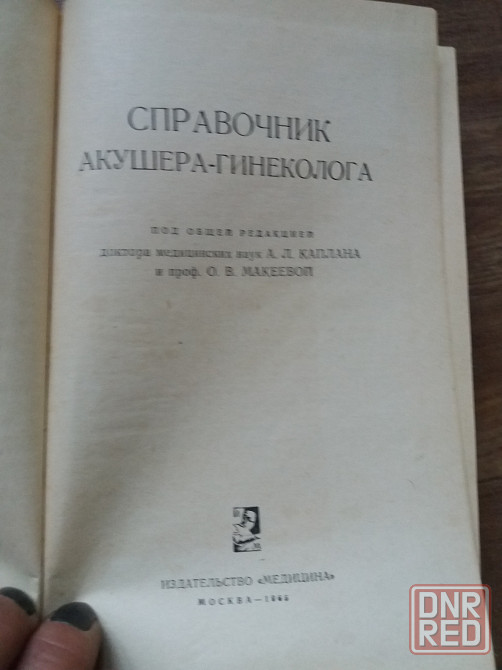 СПРАВОЧНИК
АКУШЕРА-ГИНЕКОЛОГА
ПОД ОБЩЕЙ РЕДАКЦИЕЙ
доктора медицинских наук А. Л. КАПЛАНА
и проф. О. В. МАКЕЕВОЙ
ИЗДАТЕЛЬСТВО «МЕДИЦИНА»
МОСКВА—
DNR
RED